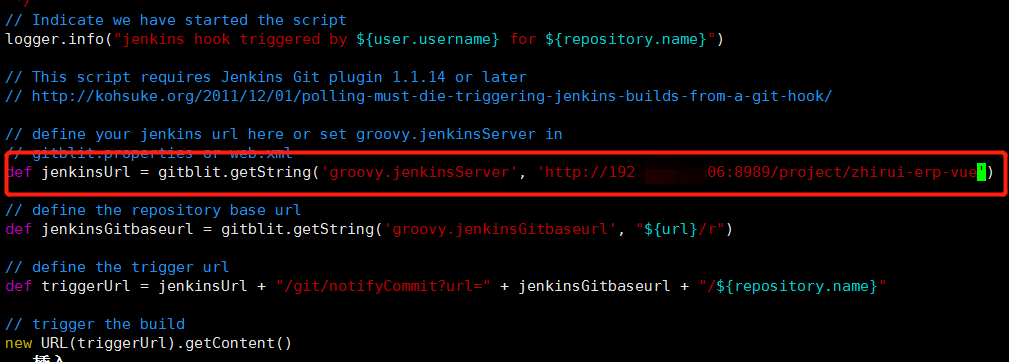 */
// Indicate we have started the script
logger.info("jenkins hook triggered by ${user.username} for ${repository.name}")
// This script requires Jenkins Git plugin 1.1.14 or later
// http://kohsuke.org/2011/12/01/polling-must-die-triggering-jenkins-builds-from-a-git-hook/
// define your jenkins url here or set groovy.jenkinsServer in
// gitblit.properties or web.xml
def jenkinsUrl = gitblit.getString('groovy.jenkinsServer', 'http://192 06:8989/project/zhirui-erp-vue')
// define the repository base url
def jenkinsGitbaseurl = gitblit.getString('groovy.jenkinsGitbaseurl', "${url}/r")
// define the trigger url
def triggerUrl = jenkinsUrl + "/git/notifyCommit?url=" + jenkinsGitbaseurl + "/${repository.name}"
// trigger the build
new URL(triggerUrl).getContent()
-- 插入 --